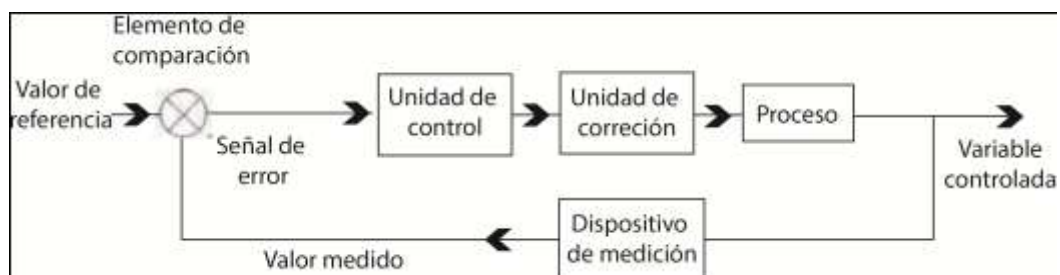 Elemento de
comparación
Valor de
referencia
Señal de
error
Unidad de
control
Unidad de
correción
Proceso
Variable
controlada
Dispositivo
de medición
Valor medido